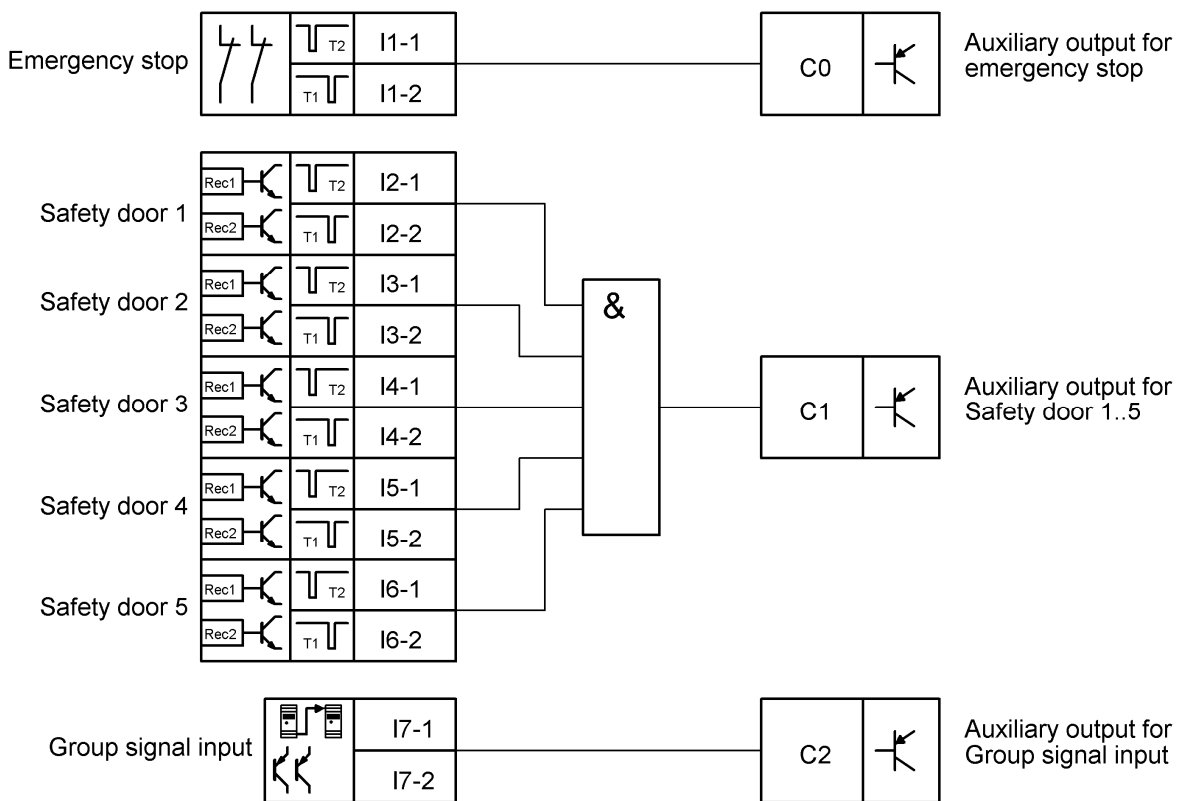 Emergency stop
T2 I1-1
T1 I1-2
C0
Auxiliary output for
emergency stop
Safety door 1
Rec1 T2 I2-1
Rec2 T1 I2-2
Safety door 2
Rec1 T2 I3-1
Rec2 T1 I3-2
Safety door 3
Rec1 T2 I4-1
Rec2 T1 I4-2
Safety door 4
Rec1 T2 I5-1
Rec2 T1 I5-2
Safety door 5
Rec1 T2 I6-1
Rec2 T1 I6-2
&
C1
Auxiliary output for
Safety door 1..5
Group signal input
I7-1
I7-2
C2
Auxiliary output for
Group signal input